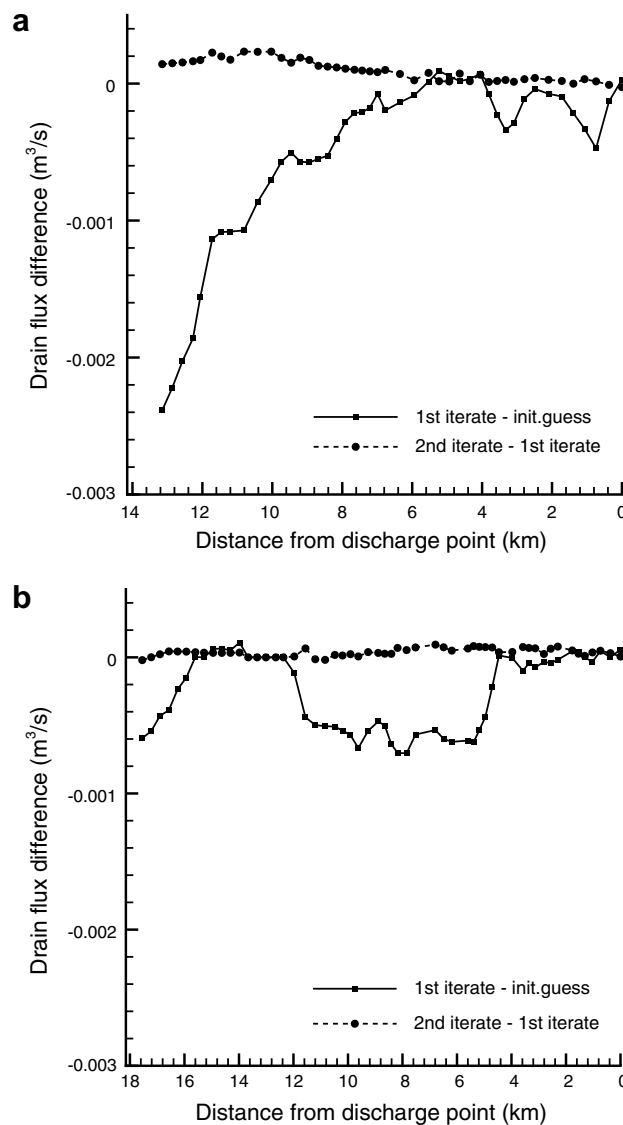 a
0
-0.001
-0.002
-0.003
Drain flux difference (m³/s)
1st iterate - init.guess
2nd iterate - 1st iterate
14 12 10 8 6 4 2 0
Distance from discharge point (km)
b
0
-0.001
-0.002
-0.003
Drain flux difference (m³/s)
1st iterate - init.guess
2nd iterate - 1st iterate
18 16 14 12 10 8 6 4 2 0
Distance from discharge point (km)